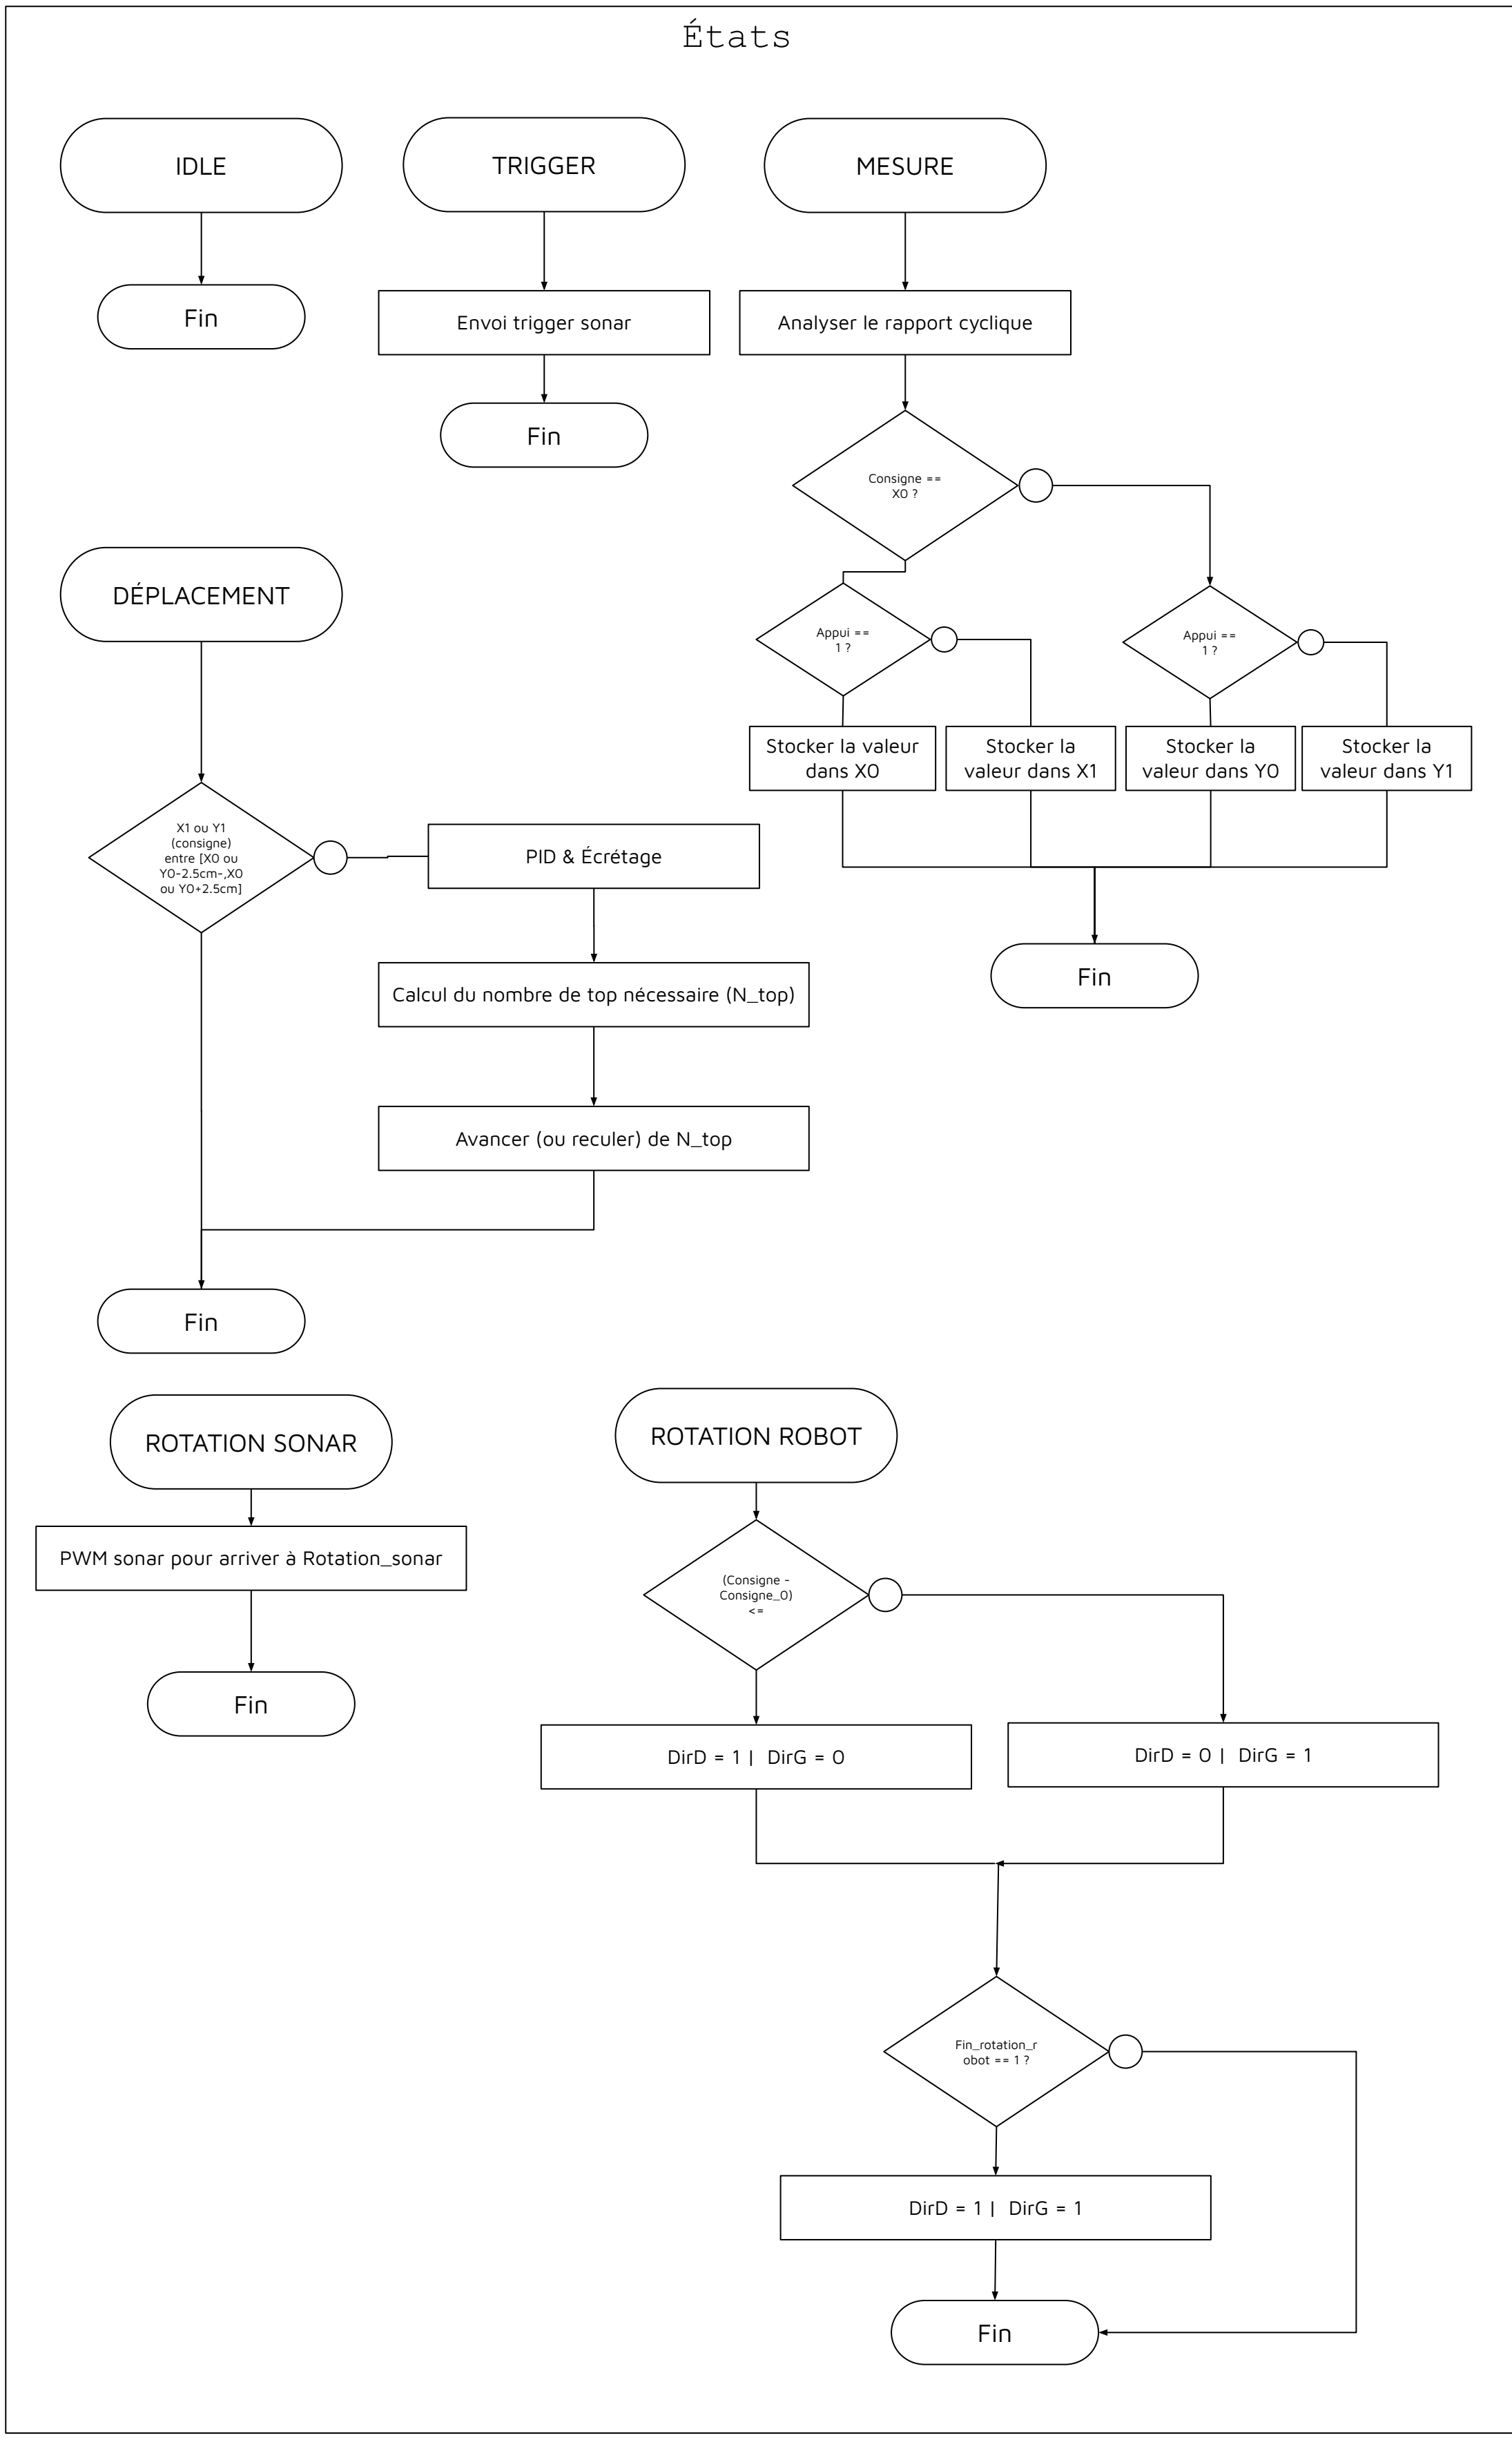 États
IDLE
Fin
TRIGGER
Envoi trigger sonar
Fin
MESURE
Analyser le rapport cyclique
Consigne ==
X0 ?
Appui ==
1 ?
Appui ==
1 ?
Stocker la valeur
dans X0
Stocker la
valeur dans X1
Stocker la
valeur dans Y0
Stocker la
valeur dans Y1
Fin
DÉPLACEMENT
X1 ou Y1
(consigne)
entre [X0 ou
Y0-2.5cm-,X0
ou Y0+2.5cm]
PID & Écrétage
Calcul du nombre de top nécessaire (N_top)
Avancer (ou reculer) de N_top
Fin
ROTATION SONAR
PWM sonar pour arriver à Rotation_sonar
Fin
ROTATION ROBOT
(Consigne -
Consigne_0)
<=
DirD = 1 |  DirG = 0
DirD = 0 |  DirG = 1
Fin_rotation_r
obot == 1 ?
DirD = 1 |  DirG = 1
Fin